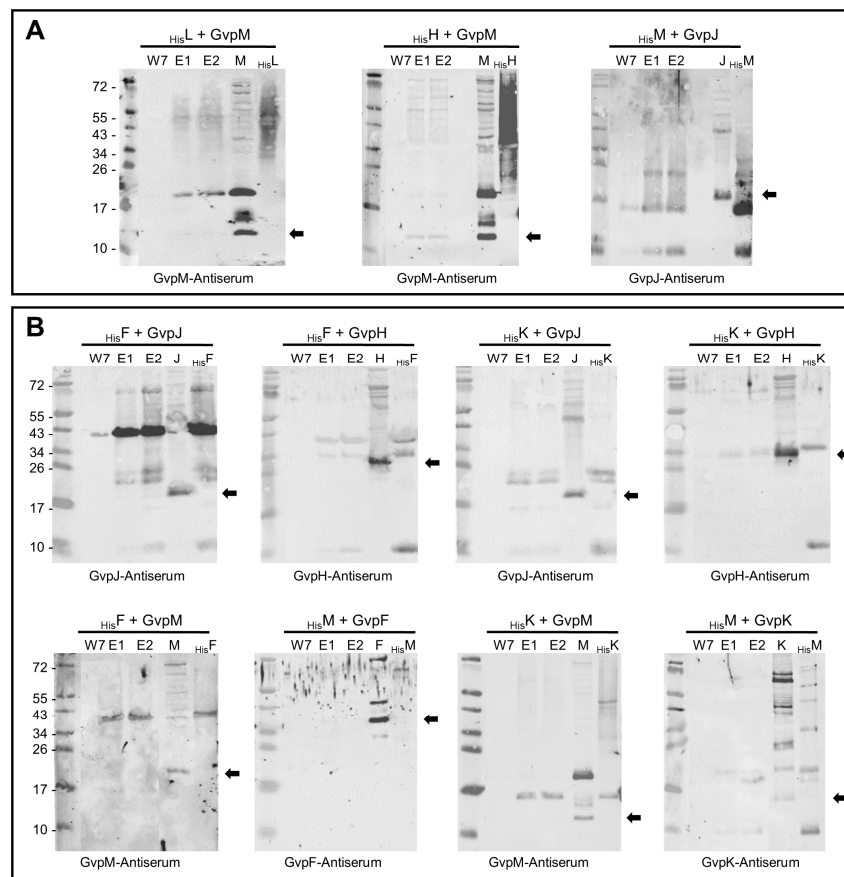 A
HisL + GvpM
HisH + GvpM
HisM + GvpJ
W7 E1 E2 M HisL
W7 E1 E2 M HisH
W7 E1 E2 J HisM
72 -
55 -
43 -
34 -
26 -
17 -
10 -
GvpM-Antiserum
GvpM-Antiserum
GvpJ-Antiserum
B
HisF + GvpJ
HisF + GvpH
HisK + GvpJ
HisK + GvpH
W7 E1 E2 J HisF
W7 E1 E2 H HisF
W7 E1 E2 J HisK
W7 E1 E2 H HisK
72 -
55 -
43 -
34 -
26 -
17 -
10 -
GvpJ-Antiserum
GvpH-Antiserum
GvpJ-Antiserum
GvpH-Antiserum
HisF + GvpM
HisM + GvpF
HisK + GvpM
HisM + GvpK
W7 E1 E2 M HisF
W7 E1 E2 F HisM
W7 E1 E2 M HisK
W7 E1 E2 K HisM
72 -
55 -
43 -
34 -
26 -
17 -
10 -
GvpM-Antiserum
GvpF-Antiserum
GvpM-Antiserum
GvpK-Antiserum